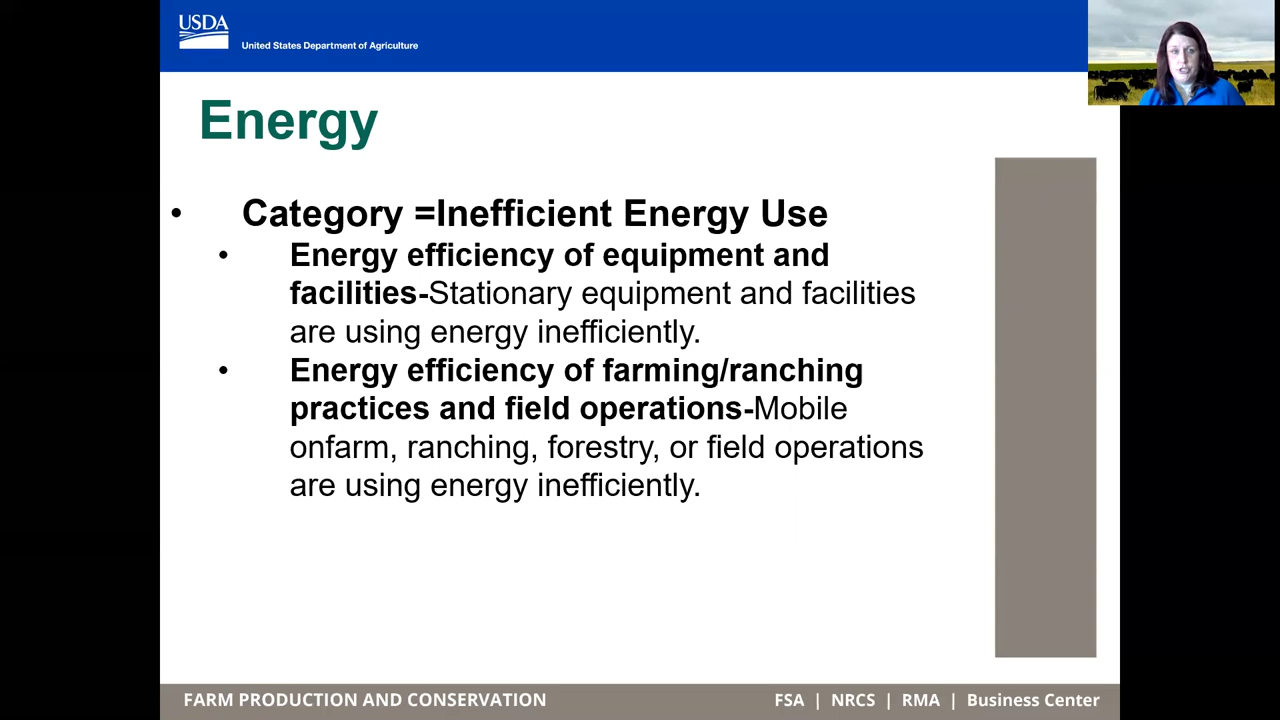 USDA
United States Department of Agriculture
Energy
• Category =Inefficient Energy Use
• Energy efficiency of equipment and
facilities-Stationary equipment and facilities
are using energy inefficiently.
• Energy efficiency of farming/ranching
practices and field operations-Mobile
onfarm, ranching, forestry, or field operations
are using energy inefficiently.
FARM PRODUCTION AND CONSERVATION
FSA | NRCS | RMA | Business Center